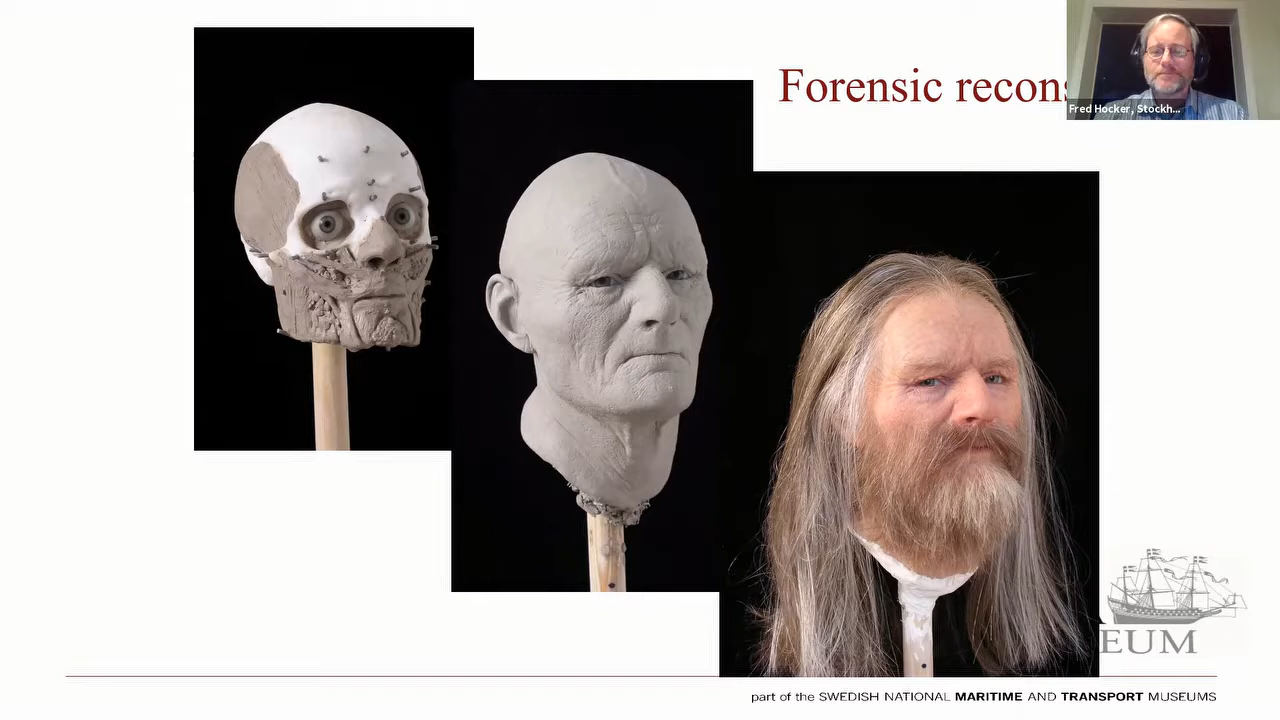 Forensic recons
Fred Hocker, Stockh...
EUM
part of the SWEDISH NATIONAL MARITIME AND TRANSPORT MUSEUMS